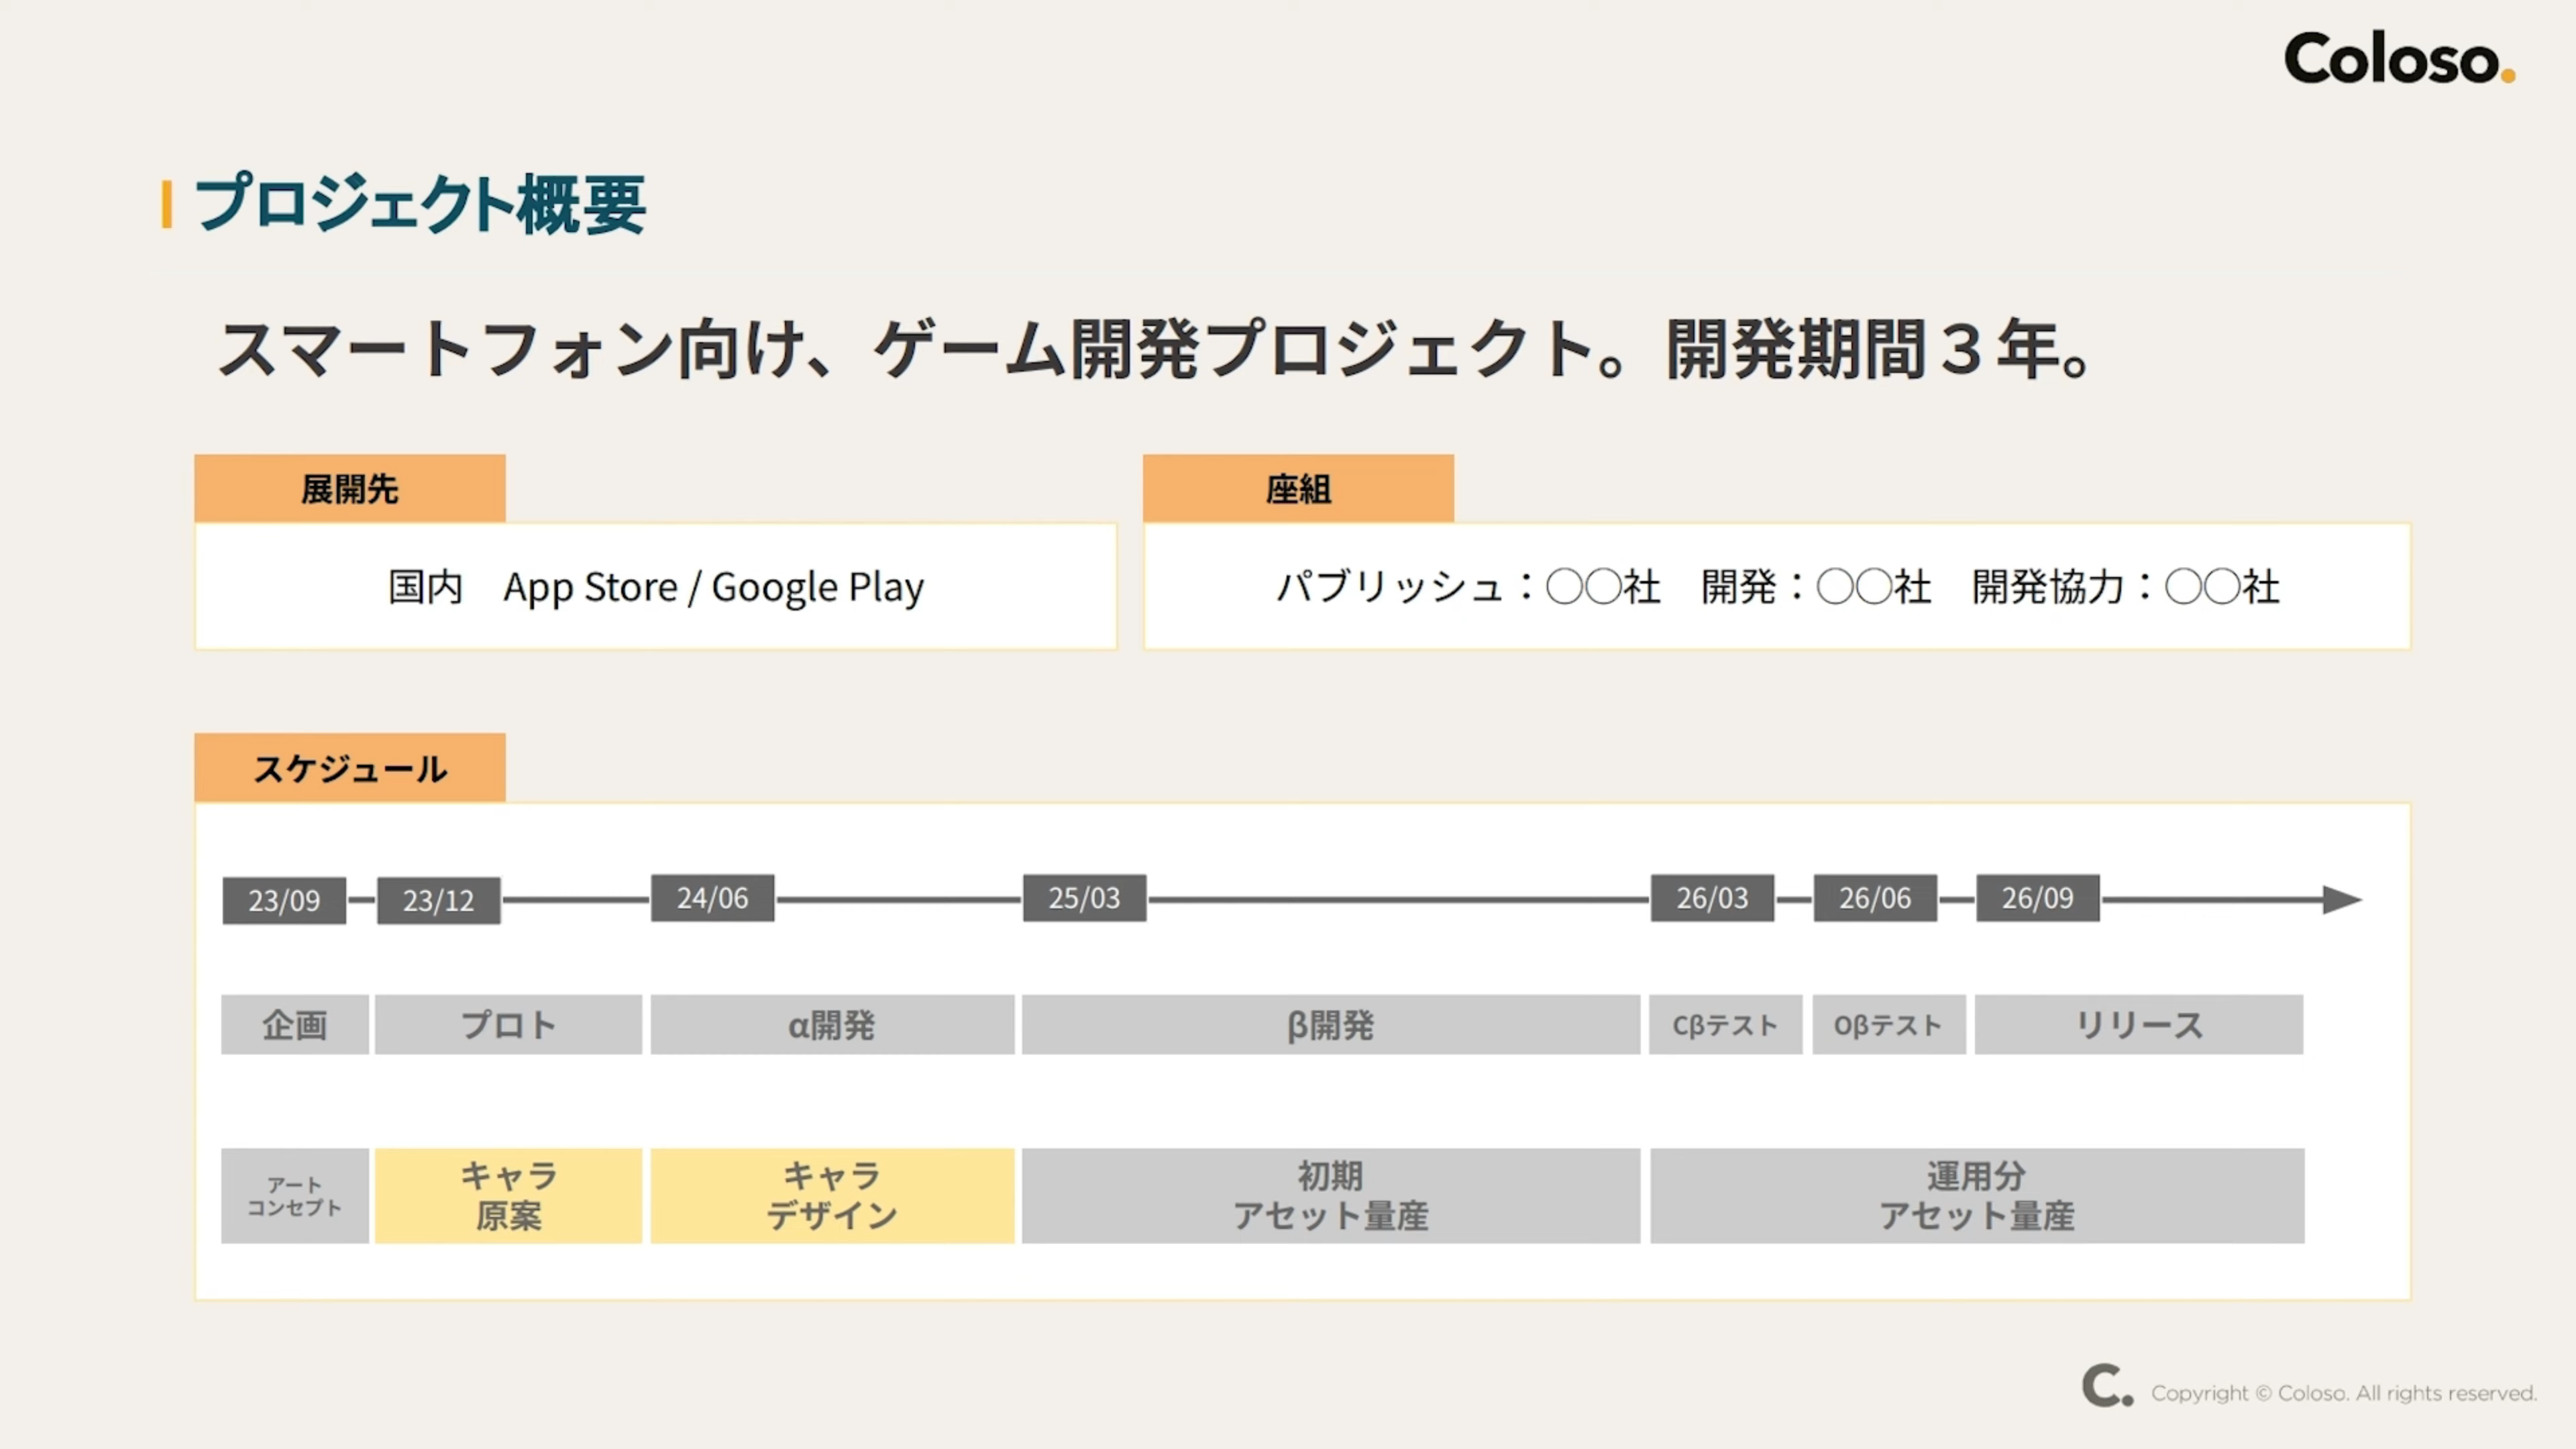 Coloso.
プロジェクト概要
スマートフォン向け、ゲーム開発プロジェクト。開発期間３年。
展開先
国内　App Store / Google Play
座組
パブリッシュ：〇〇社　開発：〇〇社　開発協力：〇〇社
スケジュール
23/09 23/12 24/06 25/03 26/03 26/06 26/09
企画 プロト α開発 β開発 Cβテスト Oβテスト リリース
アート
コンセプト
キャラ
原案
キャラ
デザイン
初期
アセット量産
運用分
アセット量産
C. Copyright © Coloso. All rights reserved.